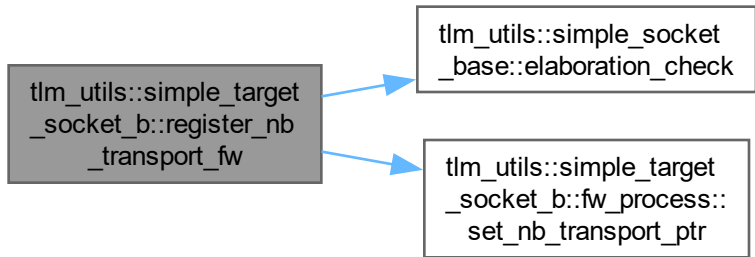 tlm_utils::simple_target
_socket_b::register_nb
_transport_fw
tlm_utils::simple_socket
_base::elaboration_check
tlm_utils::simple_target
_socket_b::fw_process::
set_nb_transport_ptr